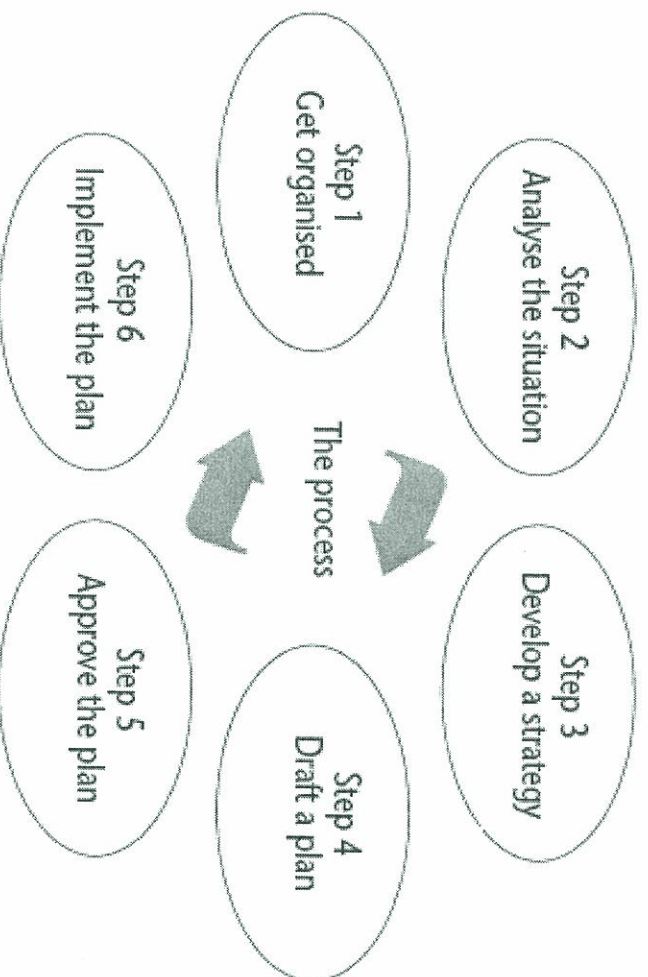 Step 1
Get organised
Step 2
Analyse the situation
Step 3
Develop a strategy
The process
Step 4
Draft a plan
Step 5
Approve the plan
Step 6
Implement the plan